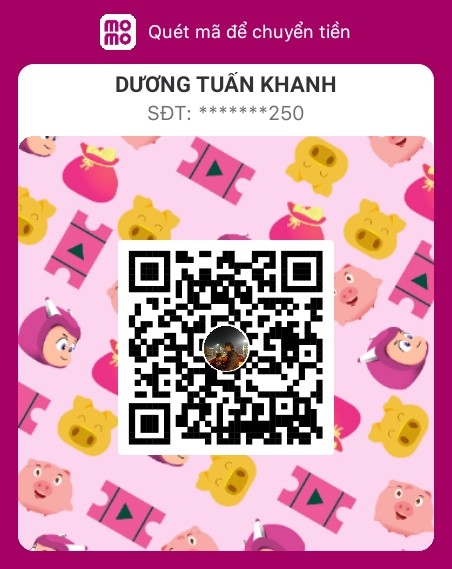 mo
mo
Quét mã để chuyển tiền
DƯƠNG TUẤN KHANH
SĐT: *******250